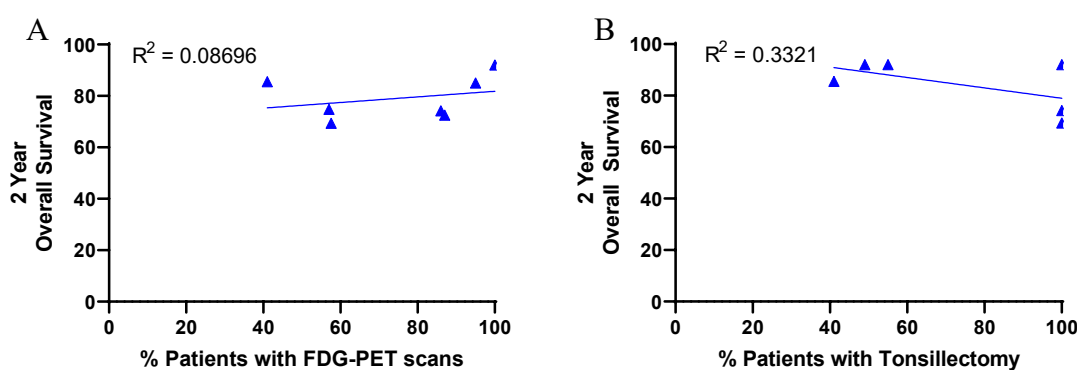 A
R² = 0.08696
100
80
60
40
20
0
2 Year
Overall Survival
0
20
40
60
80
100
% Patients with FDG-PET scans
B
R² = 0.3321
100
80
60
40
20
0
2 Year
Overall Survival
0
20
40
60
80
100
% Patients with Tonsillectomy